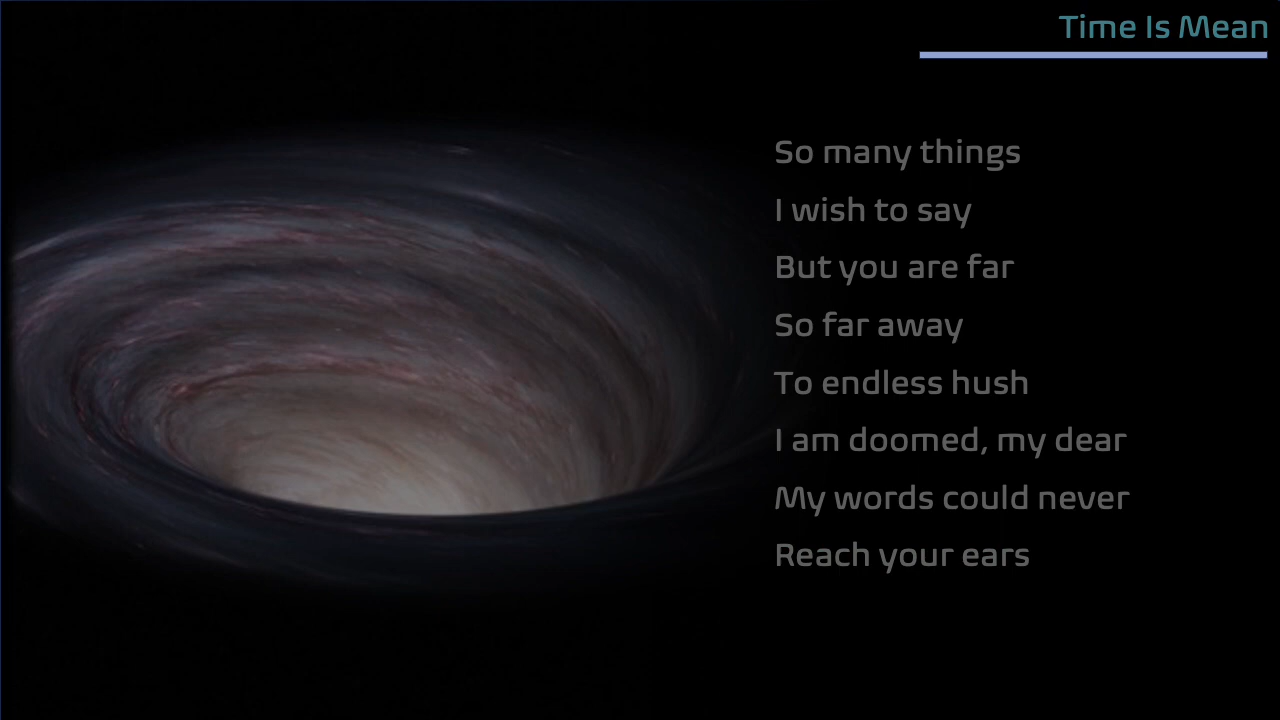 Time Is Mean
So many things
I wish to say
But you are far
So far away
To endless hush
I am doomed, my dear
My words could never
Reach your ears